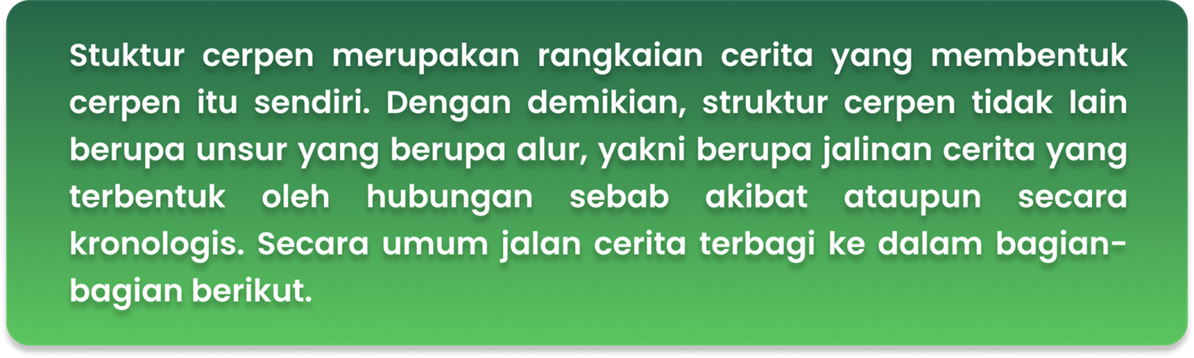 Stuktur cerpen merupakan rangkaian cerita yang membentuk
cerpen itu sendiri. Dengan demikian, struktur cerpen tidak lain
berupa unsur yang berupa alur, yakni berupa jalinan cerita yang
terbentuk oleh hubungan sebab akibat ataupun secara
kronologis. Secara umum jalan cerita terbagi ke dalam bagian-
bagian berikut.